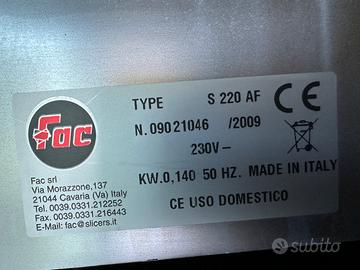 Fac
TYPE S 220 AF CE
N. 09021046 /2009
230V~
KW. 0,140 50 HZ. MADE IN ITALY
CE USO DOMESTICO
Fac srl
Via Morazzone,137
21044 Cavaria (Va) Italy
Tel. 0039.0331.212252
Fax. 0039.0331.216443
E-Mail: fac@slicers.it
subito